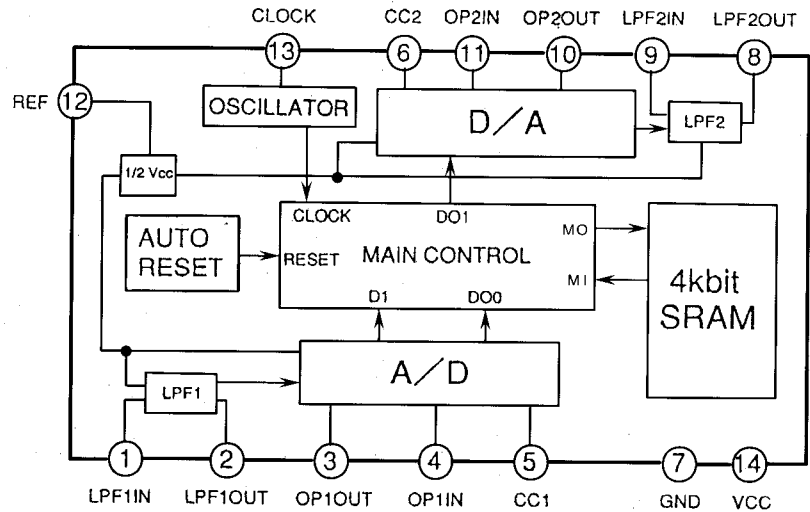 CLOCK CC2 OP2IN OP2OUT LPF2IN LPF2OUT
13 6 11 10 9 8
REF 12
OSCILLATOR
D/A
LPF2
1/2 Vcc
CLOCK DO1
AUTO
RESET
RESET
MAIN CONTROL
MO
MI
D1 DO0
4kbit
SRAM
LPF1
A/D
1 2 3 4 5 7 14
LPF1IN LPF1OUT OP1OUT OP1IN CC1 GND VCC